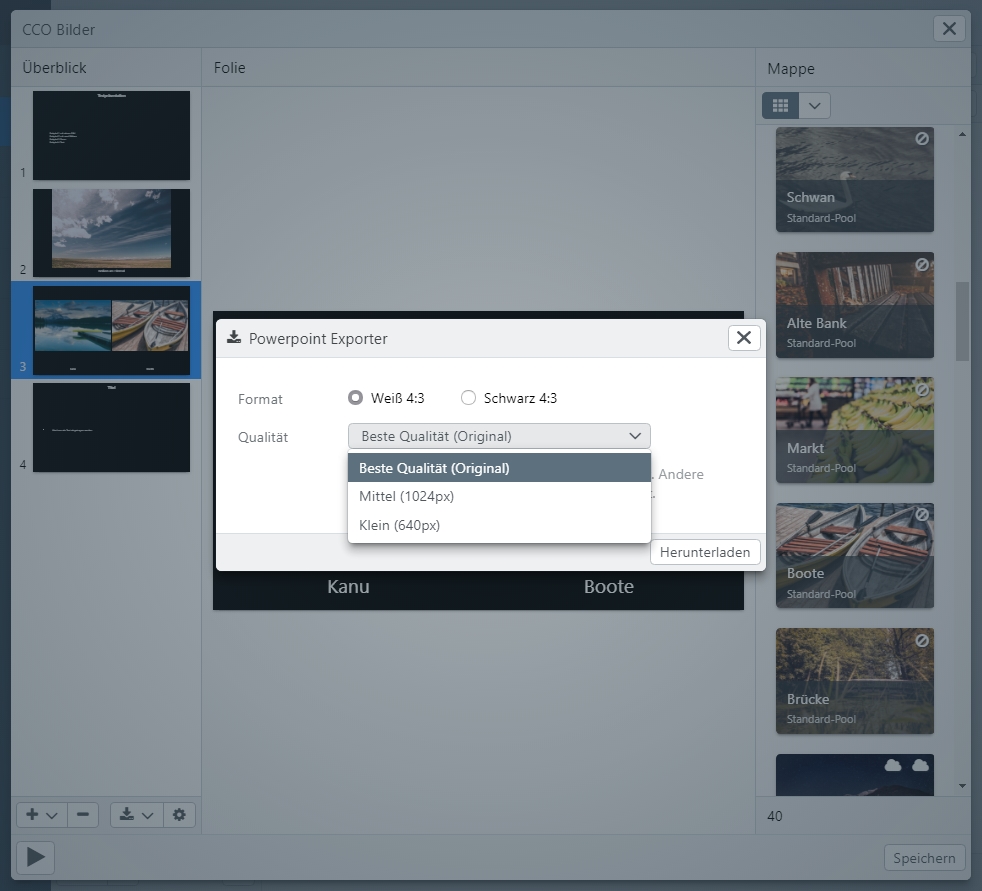 CCO Bilder
Überblick
Folie
Mappe
1
2
3
4
Powerpoint Exporter
Format
Weiß 4:3
Schwarz 4:3
Qualität
Beste Qualität (Original)
Beste Qualität (Original)
Mittel (1024px)
Klein (640px)
. Andere
Herunterladen
Kanu
Boote
Schwan
Standard-Pool
Alte Bank
Standard-Pool
Markt
Standard-Pool
Boote
Standard-Pool
Brücke
Standard-Pool
40
Speichern